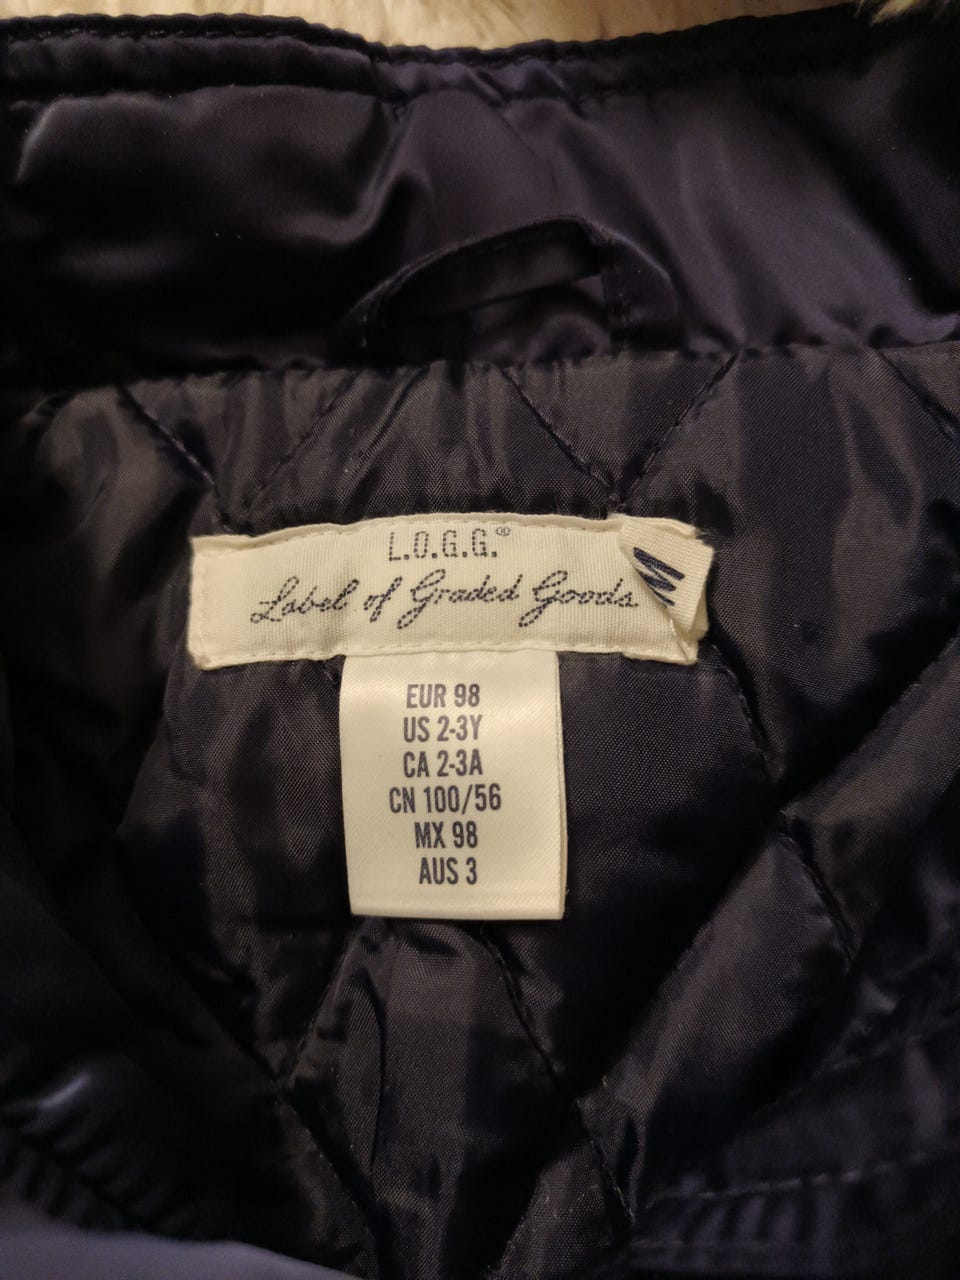 L.O.G.G.®
Label of Graded Goods
EUR 98
US 2-3Y
CA 2-3A
CN 100/56
MX 98
AUS 3